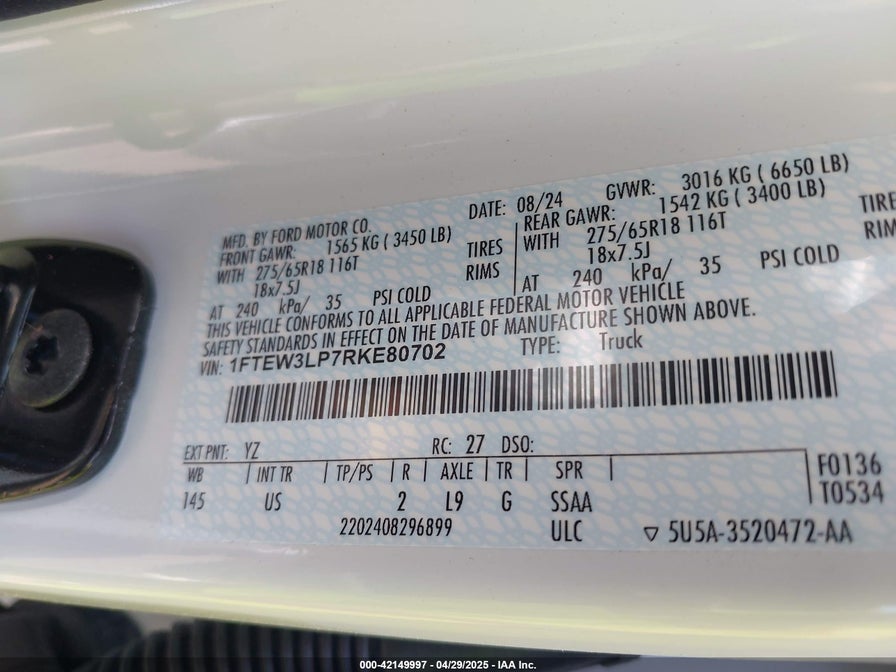 MFD. BY FORD MOTOR CO. DATE: 08/24 GVWR: 3016 KG ( 6650 LB)
FRONT GAWR: 1565 KG ( 3450 LB) REAR GAWR: 1542 KG ( 3400 LB)
WITH 275/65R18 116T TIRES WITH 275/65R18 116T TIRE
18x7.5J RIMS 18x7.5J RIM
AT 240 kPa/ 35 PSI COLD AT 240 kPa/ 35 PSI COLD
THIS VEHICLE CONFORMS TO ALL APPLICABLE FEDERAL MOTOR VEHICLE
SAFETY STANDARDS IN EFFECT ON THE DATE OF MANUFACTURE SHOWN ABOVE.
VIN: 1FTEW3LP7RKE80702 TYPE: Truck
EXT PNT: YZ RC: 27 DSO:
WB INT TR TP/PS R AXLE TR SPR F0136
145 US 2 L9 G SSAA T0534
2202408296899 ULC ▽ 5U5A-3520472-AA
000-42149997 - 04/29/2025 - IAA Inc.